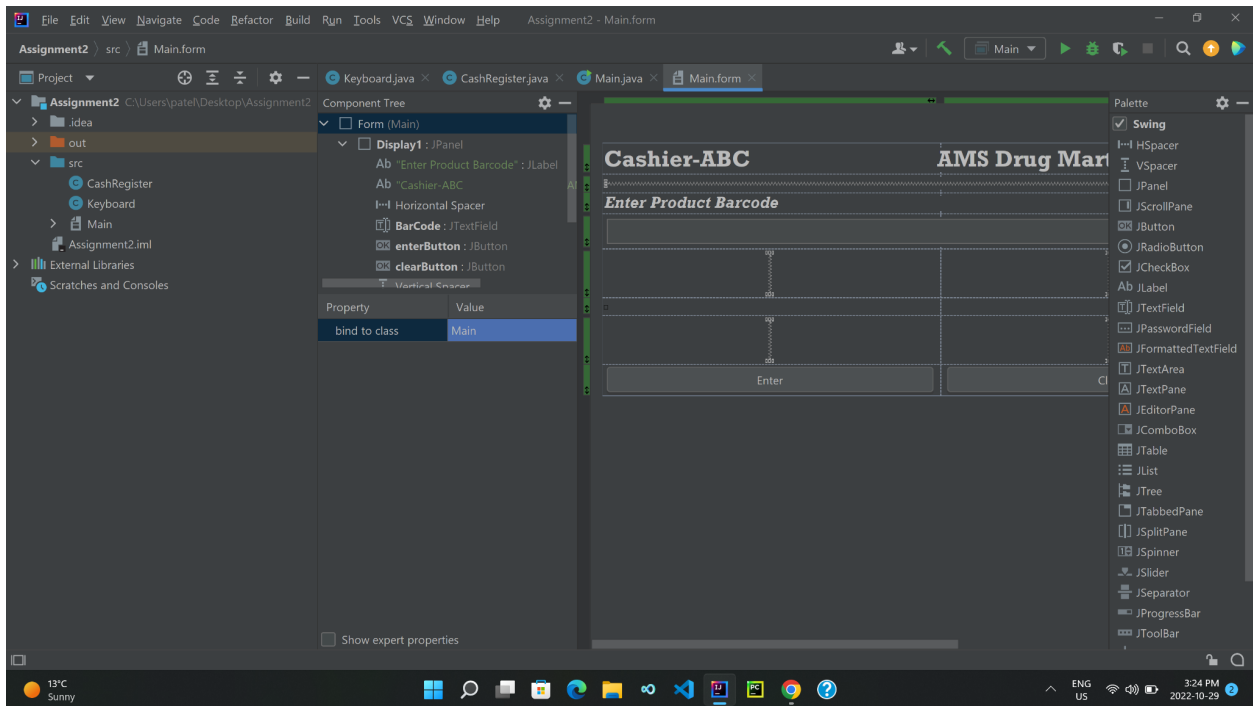 File Edit View Navigate Code Refactor Build Run Tools VCS Window Help Assignment2 - Main.form
Assignment2 src Main.form
Main
Project
Keyboard.java
CashRegister.java
Main.java
Main.form
Assignment2 C:\Users\patel\Desktop\Assignment2
.idea
out
src
CashRegister
Keyboard
Main
Assignment2.iml
External Libraries
Scratches and Consoles
Component Tree
Form (Main)
Display1 : JPanel
Ab "Enter Product Barcode" : JLabel
Ab "Cashier-ABC
Horizontal Spacer
BarCode : JTextField
enterButton : JButton
clearButton : JButton
Vertical Spacer
Property Value
bind to class Main
Show expert properties
Cashier-ABC AMS Drug Mart
Enter Product Barcode
Enter
Palette
Swing
HSpacer
VSpacer
JPanel
JScrollPane
JButton
JRadioButton
JCheckBox
Ab JLabel
JTextField
JPasswordField
JFormattedTextField
JTextArea
JTextPane
JEditorPane
JComboBox
JTable
JList
JTree
JTabbedPane
JSplitPane
JSpinner
JSlider
JSeparator
JProgressBar
JToolBar
13°C
Sunny
ENG
US
3:24 PM
2022-10-29
2